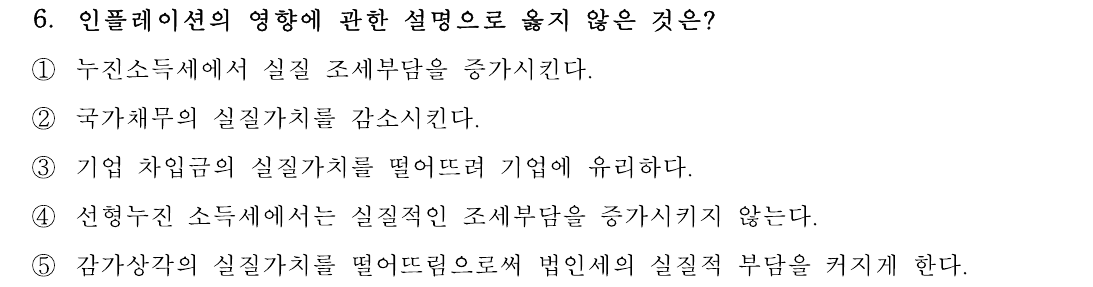 6. 인플레이션의 영향에 관한 설명으로 옳지 않은 것은?
① 누진소득세에서 실질 조세부담을 증가시킨다.
② 국가채무의 실질가치를 감소시킨다.
③ 기업 차입금의 실질가치를 떨어뜨려 기업에 유리하다.
④ 선형누진 소득세에서는 실질적인 조세부담을 증가시키지 않는다.
⑤ 감가상각의 실질가치를 떨어뜨림으로써 법인세의 실질적 부담을 커지게 한다.